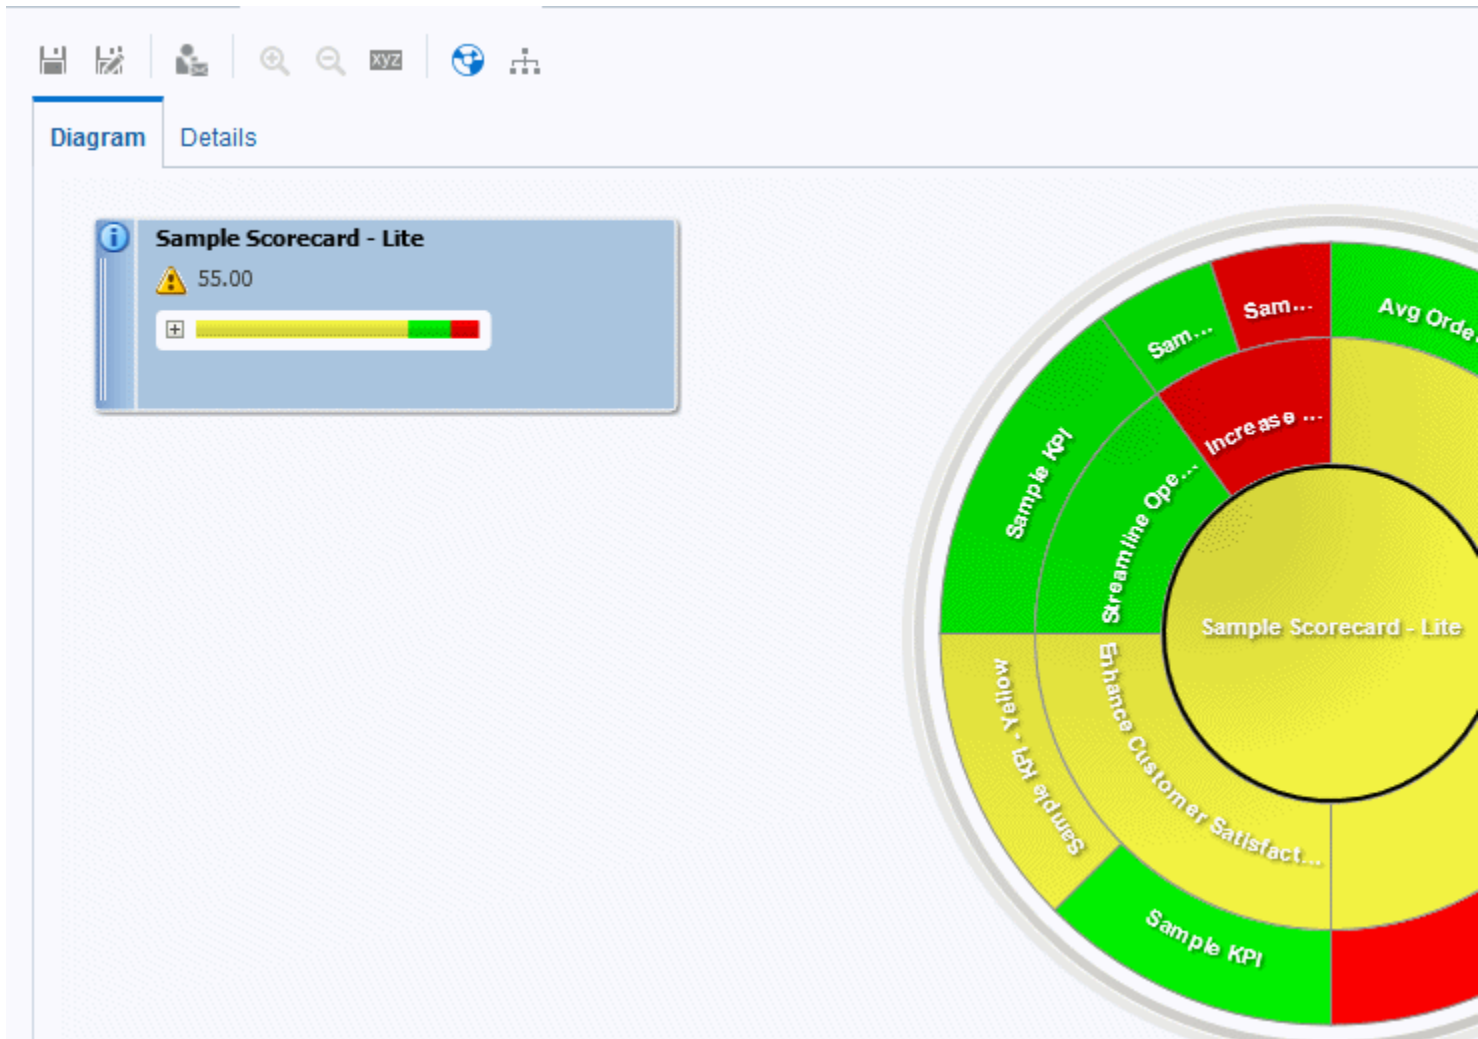 xyz
Diagram
Details
Sample Scorecard - Lite
55.00
Sam...
Sam...
Avg Orde
Increase ...
Sample KPI
Streamline Ope...
Sample Scorecard - Lite
Sample KPI - Yellow
Enhance Customer Satisfact...
Sample KPI